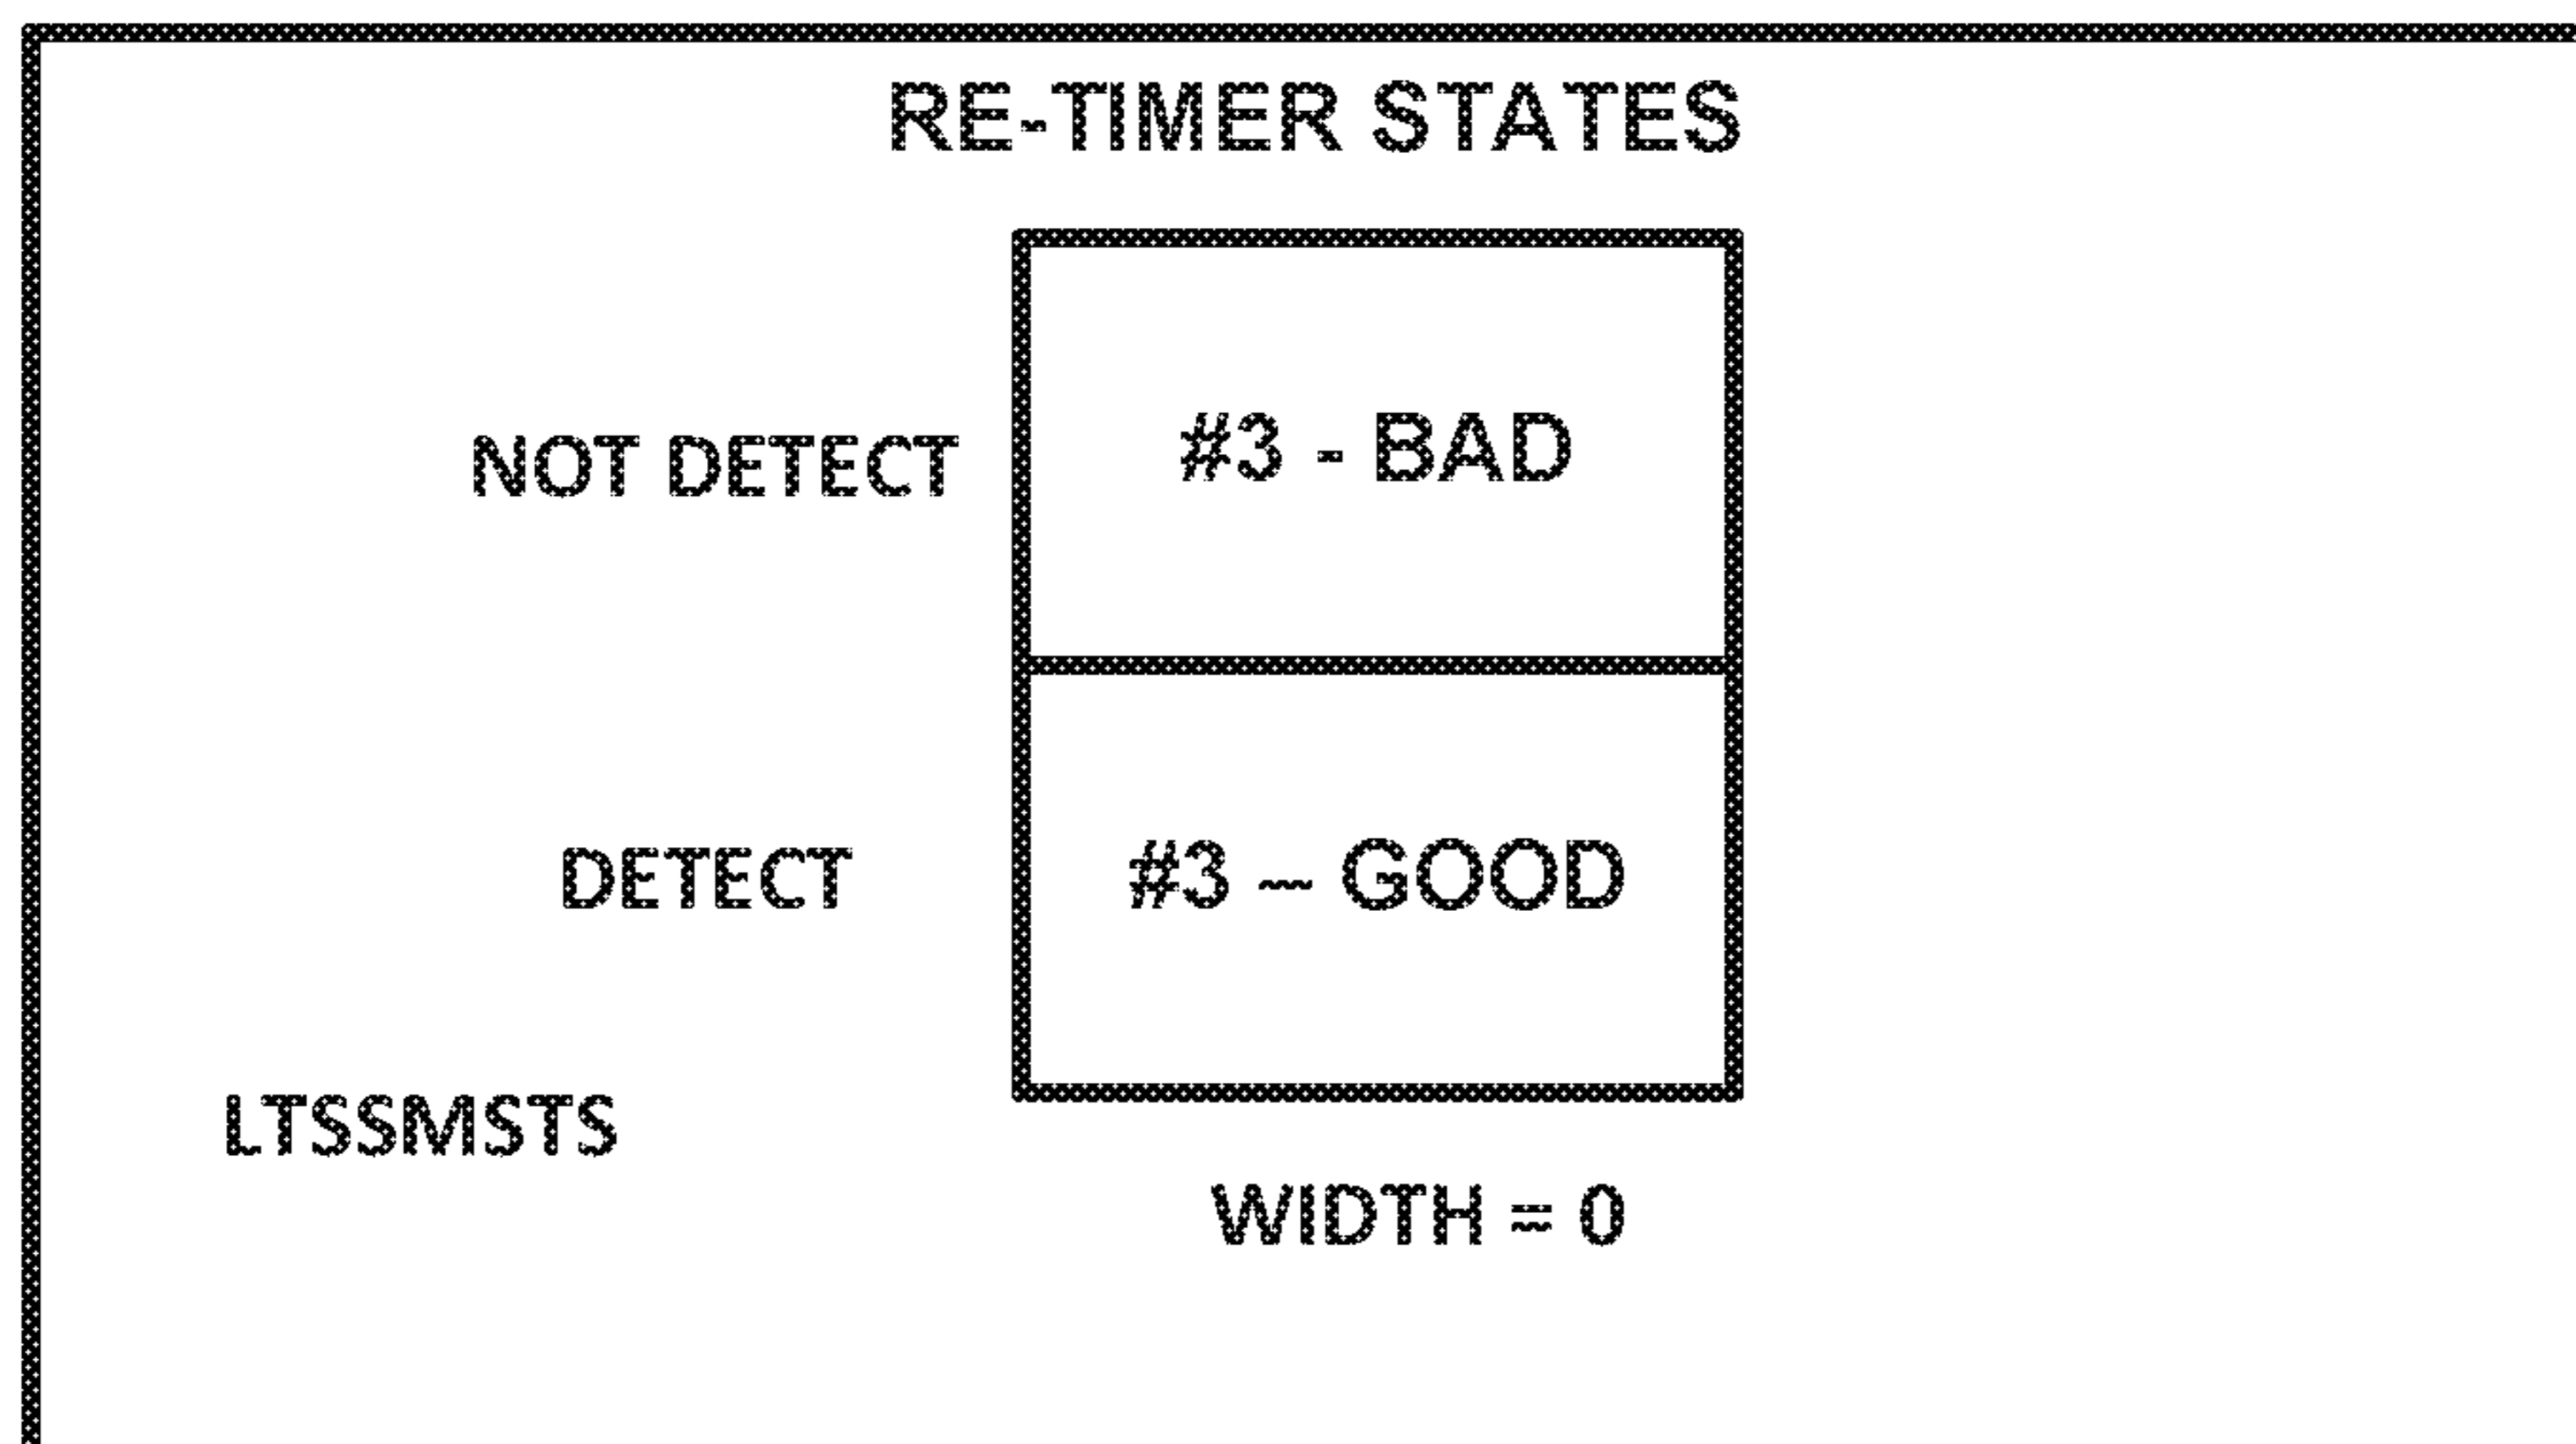 RE-TIMER STATES
NOT DETECT
#3 - BAD
DETECT
#3 – GOOD
LTSSMSTS
WIDTH = 0